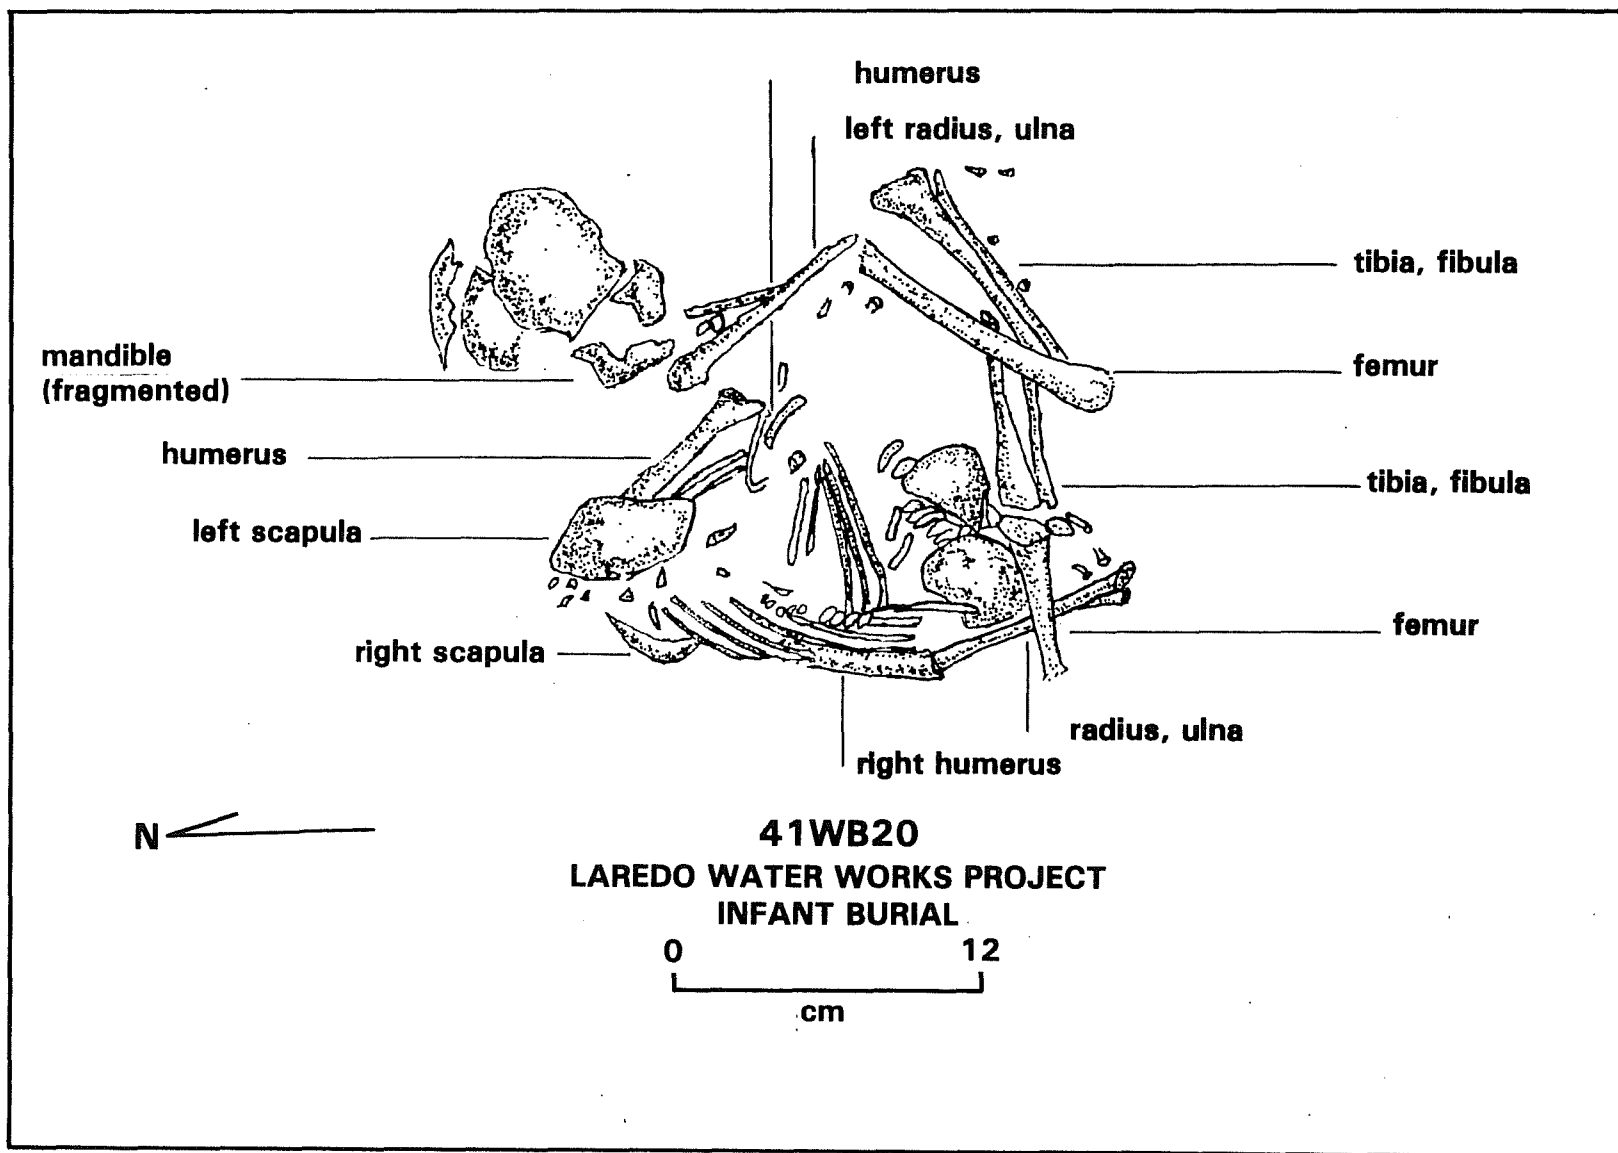 humerus
left radius, ulna
tibia, fibula
mandible
(fragmented)
femur
humerus
tibia, fibula
left scapula
right scapula
femur
radius, ulna
right humerus
N
41WB20
LAREDO WATER WORKS PROJECT
INFANT BURIAL
0 12
cm